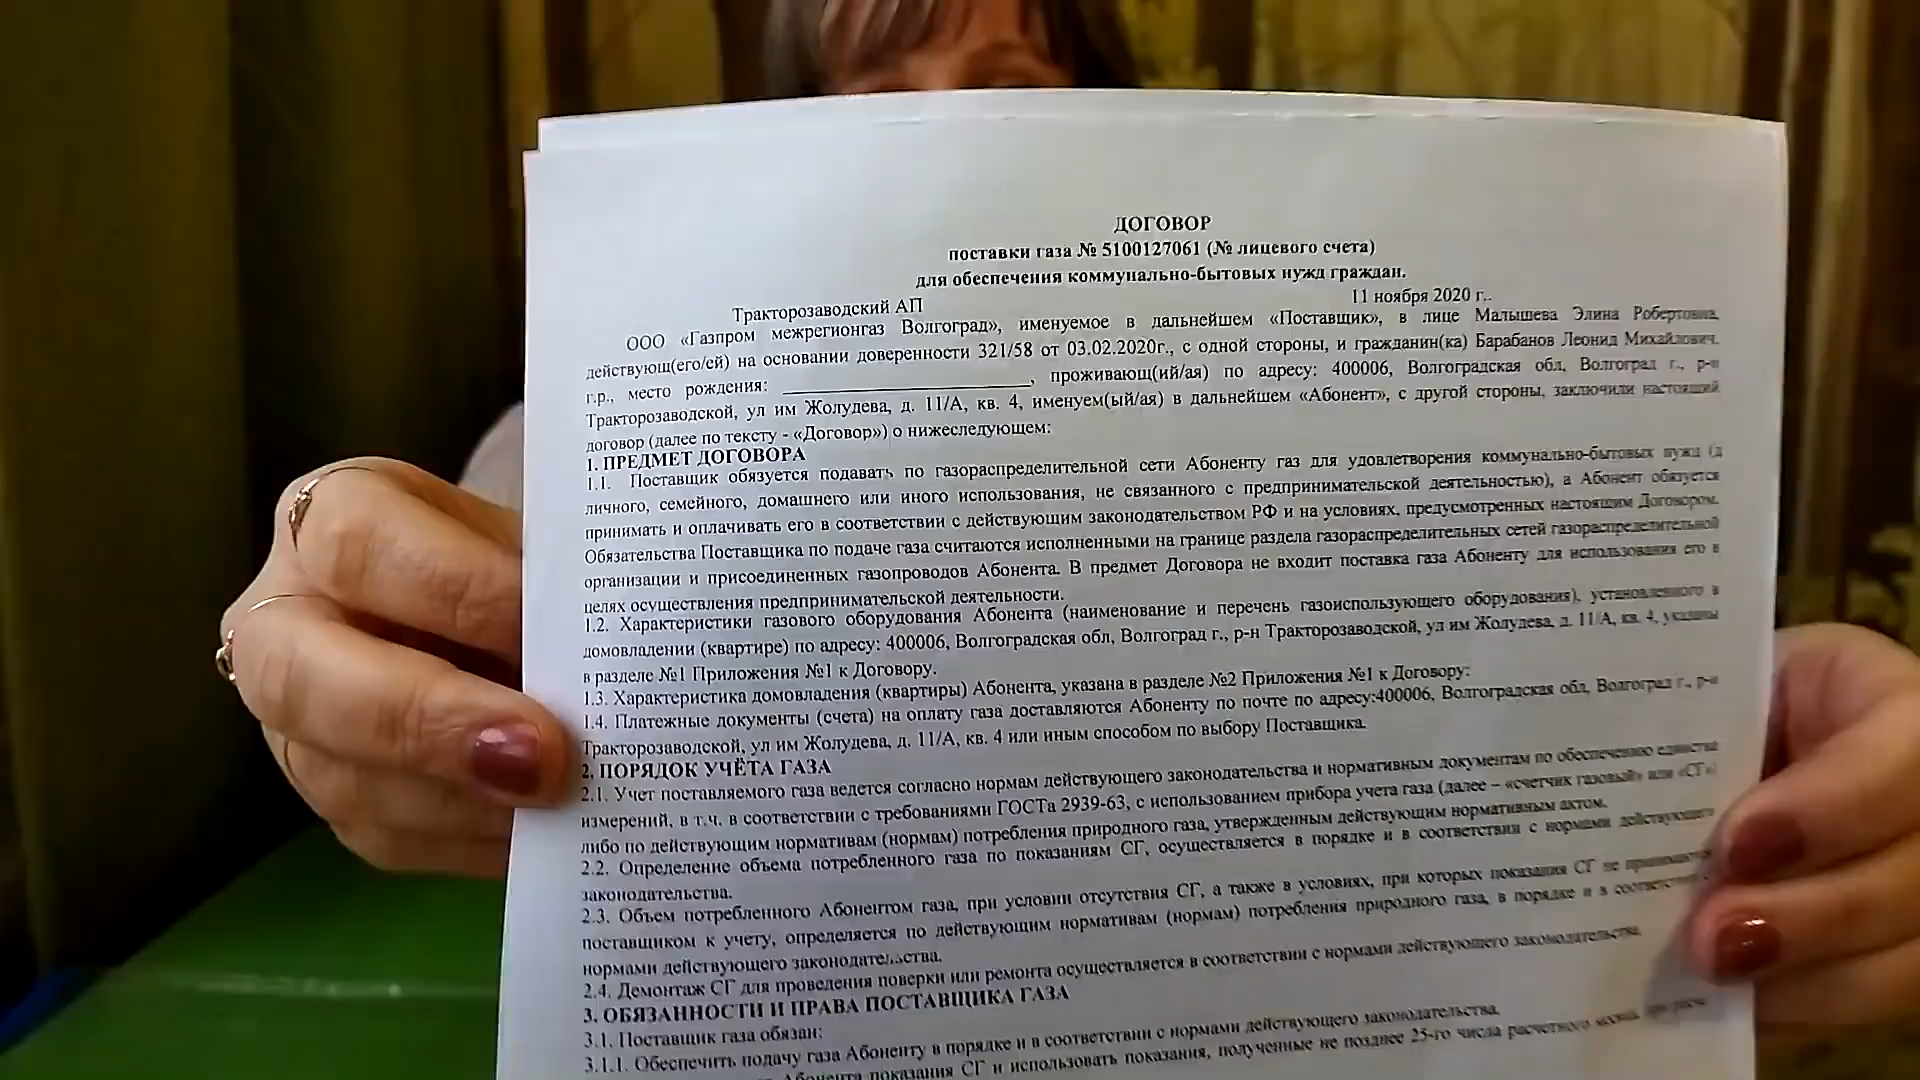 ДОГОВОР
поставки газа № 5100127061 (№ лицевого счета)
для обеспечения коммунально-бытовых нужд граждан.
Тракторозаводский АП 11 ноября 2020 г..
ООО «Газпром межрегионгаз Волгоград», именуемое в дальнейшем «Поставщик», в лице Малышева Элина Робертовна,
действующ(его/ей) на основании доверенности 321/58 от 03.02.2020г., с одной стороны, и гражданин(ка) Барабанов Леонид Михайлович,
г.р., место рождения: ____________________, проживающ(ий/ая) по адресу: 400006, Волгоградская обл, Волгоград г., р-н
Тракторозаводской, ул им Жолудева, д. 11/А, кв. 4, именуем(ый/ая) в дальнейшем «Абонент», с другой стороны, заключили настоящий
договор (далее по тексту - «Договор») о нижеследующем:
1. ПРЕДМЕТ ДОГОВОРА
1.1. Поставщик обязуется подавать по газораспределительной сети Абоненту газ для удовлетворения коммунально-бытовых нужд (д
личного, семейного, домашнего или иного использования, не связанного с предпринимательской деятельностью), а Абонент обязуется
принимать и оплачивать его в соответствии с действующим законодательством РФ и на условиях, предусмотренных настоящим Договором.
Обязательства Поставщика по подаче газа считаются исполненными на границе раздела газораспределительных сетей газораспределительной
организации и присоединенных газопроводов Абонента. В предмет Договора не входит поставка газа Абоненту для использования его в
целях осуществления предпринимательской деятельности.
1.2. Характеристики газового оборудования Абонента (наименование и перечень газоиспользующего оборудования), установленного в
домовладении (квартире) по адресу: 400006, Волгоградская обл, Волгоград г., р-н Тракторозаводской, ул им Жолудева, д. 11/А, кв. 4, указаны
в разделе №1 Приложения №1 к Договору.
1.3. Характеристика домовладения (квартиры) Абонента, указана в разделе №2 Приложения №1 к Договору:
1.4. Платежные документы (счета) на оплату газа доставляются Абоненту по почте по адресу:400006, Волгоградская обл, Волгоград г., р-н
Тракторозаводской, ул им Жолудева, д. 11/А, кв. 4 или иным способом по выбору Поставщика.
2. ПОРЯДОК УЧЁТА ГАЗА
2.1. Учет поставляемого газа ведется согласно нормам действующего законодательства и нормативным документам по обеспечению единства
измерений, в т.ч. в соответствии с требованиями ГОСТа 2939-63, с использованием прибора учета газа (далее – «счетчик газовый» или «СГ»)
либо по действующим нормативам (нормам) потребления природного газа, утвержденным действующим нормативным актом.
2.2. Определение объема потребленного газа по показаниям СГ, осуществляется в порядке и в соответствии с нормами действующего
законодательства.
2.3. Объем потребленного Абонентом газа, при условии отсутствия СГ, а также в условиях, при которых показания СГ не принимаются
поставщиком к учету, определяется по действующим нормативам (нормам) потребления природного газа, в порядке и в соответствии с
нормами действующего законодательства.
2.4. Демонтаж СГ для проведения поверки или ремонта осуществляется в соответствии с нормами действующего законодательства.
3. ОБЯЗАННОСТИ И ПРАВА ПОСТАВЩИКА ГАЗА
3.1. Поставщик газа обязан:
3.1.1. Обеспечить подачу газа Абоненту в порядке и в соответствии с нормами действующего законодательства.
Абонента показания СГ и использовать показания, полученные не позднее 25-го числа расчетного месяца